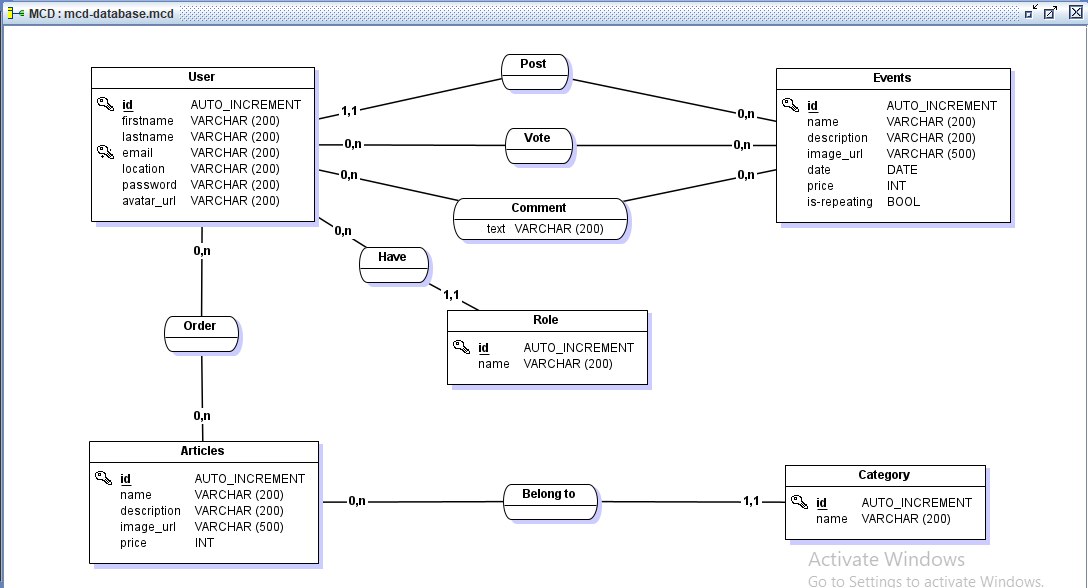 MCD : mcd-database.mcd
User
id AUTO_INCREMENT
firstname VARCHAR (200)
lastname VARCHAR (200)
email VARCHAR (200)
location VARCHAR (200)
password VARCHAR (200)
avatar_url VARCHAR (200)
Post
1,1
0,n
Vote
0,n
0,n
Comment
text VARCHAR (200)
0,n
0,n
Events
id AUTO_INCREMENT
name VARCHAR (200)
description VARCHAR (200)
image_url VARCHAR (500)
date DATE
price INT
is-repeating BOOL
0,n
Have
1,1
Role
id AUTO_INCREMENT
name VARCHAR (200)
0,n
Order
0,n
Articles
id AUTO_INCREMENT
name VARCHAR (200)
description VARCHAR (200)
image_url VARCHAR (500)
price INT
0,n
Belong to
1,1
Category
id AUTO_INCREMENT
name VARCHAR (200)
Activate Windows
Go to Settings to activate Windows.